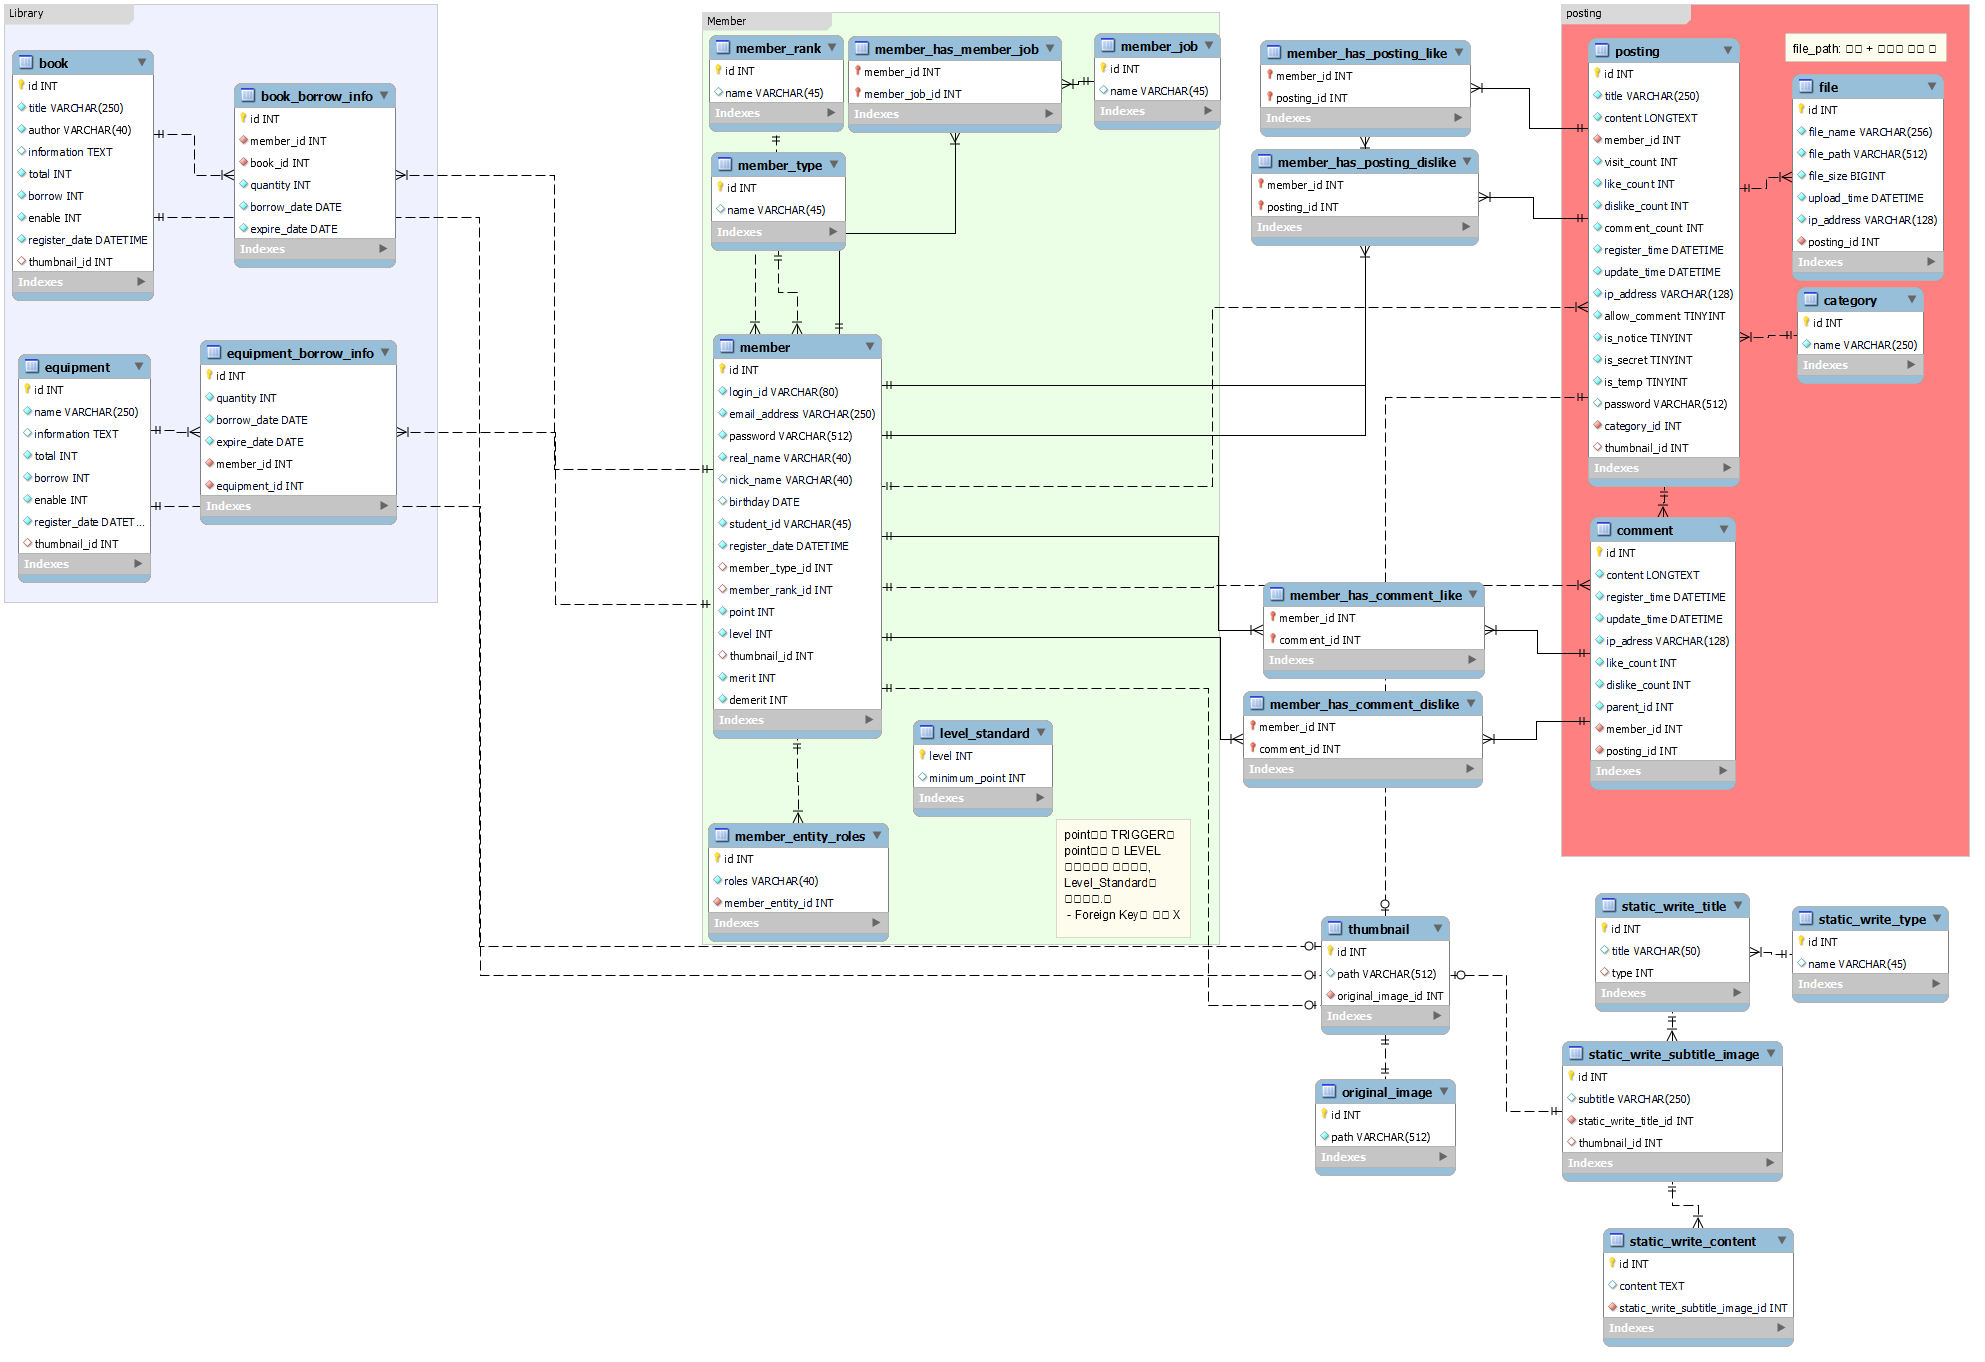 Library
book
id INT
title VARCHAR(250)
author VARCHAR(40)
information TEXT
total INT
borrow INT
enable INT
register_date DATETIME
thumbnail_id INT
Indexes
book_borrow_info
id INT
member_id INT
book_id INT
quantity INT
borrow_date DATE
expire_date DATE
Indexes
equipment
id INT
name VARCHAR(250)
information TEXT
total INT
borrow INT
enable INT
register_date DATET...
thumbnail_id INT
Indexes
equipment_borrow_info
id INT
quantity INT
borrow_date DATE
expire_date DATE
member_id INT
equipment_id INT
Indexes
Member
member_rank
id INT
name VARCHAR(45)
Indexes
member_has_member_job
member_id INT
member_job_id INT
Indexes
member_job
id INT
name VARCHAR(45)
Indexes
member_type
id INT
name VARCHAR(45)
Indexes
member
id INT
login_id VARCHAR(80)
email_address VARCHAR(250)
password VARCHAR(512)
real_name VARCHAR(40)
nick_name VARCHAR(40)
birthday DATE
student_id VARCHAR(45)
register_date DATETIME
member_type_id INT
member_rank_id INT
point INT
level INT
thumbnail_id INT
merit INT
demerit INT
Indexes
level_standard
level INT
minimum_point INT
Indexes
member_entity_roles
id INT
roles VARCHAR(40)
member_entity_id INT
Indexes
point TRIGGER
point LEVEL
Level_Standard
- Foreign Key X
member_has_posting_like
member_id INT
posting_id INT
Indexes
member_has_posting_dislike
member_id INT
posting_id INT
Indexes
member_has_comment_like
member_id INT
comment_id INT
Indexes
member_has_comment_dislike
member_id INT
comment_id INT
Indexes
thumbnail
id INT
path VARCHAR(512)
original_image_id INT
Indexes
original_image
id INT
path VARCHAR(512)
Indexes
posting
posting
id INT
title VARCHAR(250)
content LONGTEXT
member_id INT
visit_count INT
like_count INT
dislike_count INT
comment_count INT
register_time DATETIME
update_time DATETIME
ip_address VARCHAR(128)
allow_comment TINYINT
is_notice TINYINT
is_secret TINYINT
is_temp TINYINT
password VARCHAR(512)
category_id INT
thumbnail_id INT
Indexes
file_path: +
file
id INT
file_name VARCHAR(256)
file_path VARCHAR(512)
file_size BIGINT
upload_time DATETIME
ip_address VARCHAR(128)
posting_id INT
Indexes
category
id INT
name VARCHAR(250)
Indexes
comment
id INT
content LONGTEXT
register_time DATETIME
update_time DATETIME
ip_adress VARCHAR(128)
like_count INT
dislike_count INT
parent_id INT
member_id INT
posting_id INT
Indexes
static_write_title
id INT
title VARCHAR(50)
type INT
Indexes
static_write_type
id INT
name VARCHAR(45)
Indexes
static_write_subtitle_image
id INT
subtitle VARCHAR(250)
static_write_title_id INT
thumbnail_id INT
Indexes
static_write_content
id INT
content TEXT
static_write_subtitle_image_id INT
Indexes